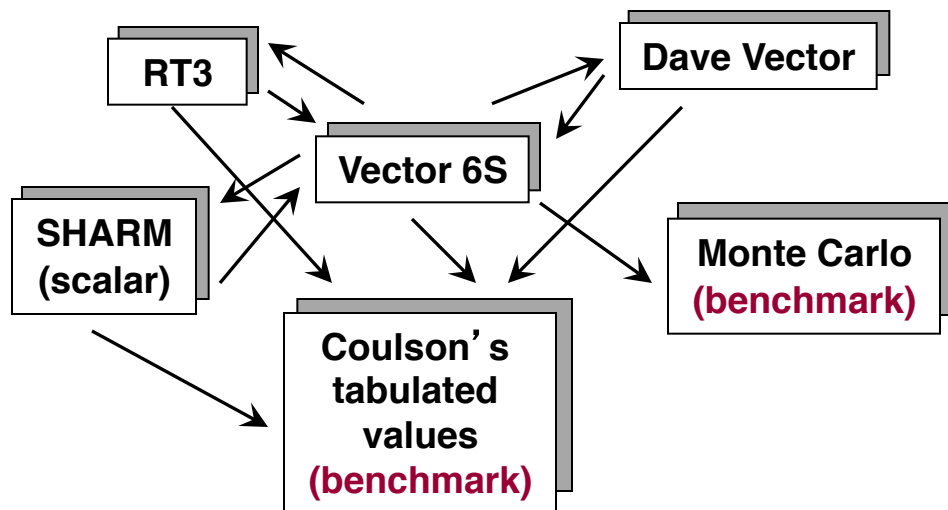 RT3
Dave Vector
Vector 6S
SHARM
(scalar)
Monte Carlo
(benchmark)
Coulson’s
tabulated
values
(benchmark)